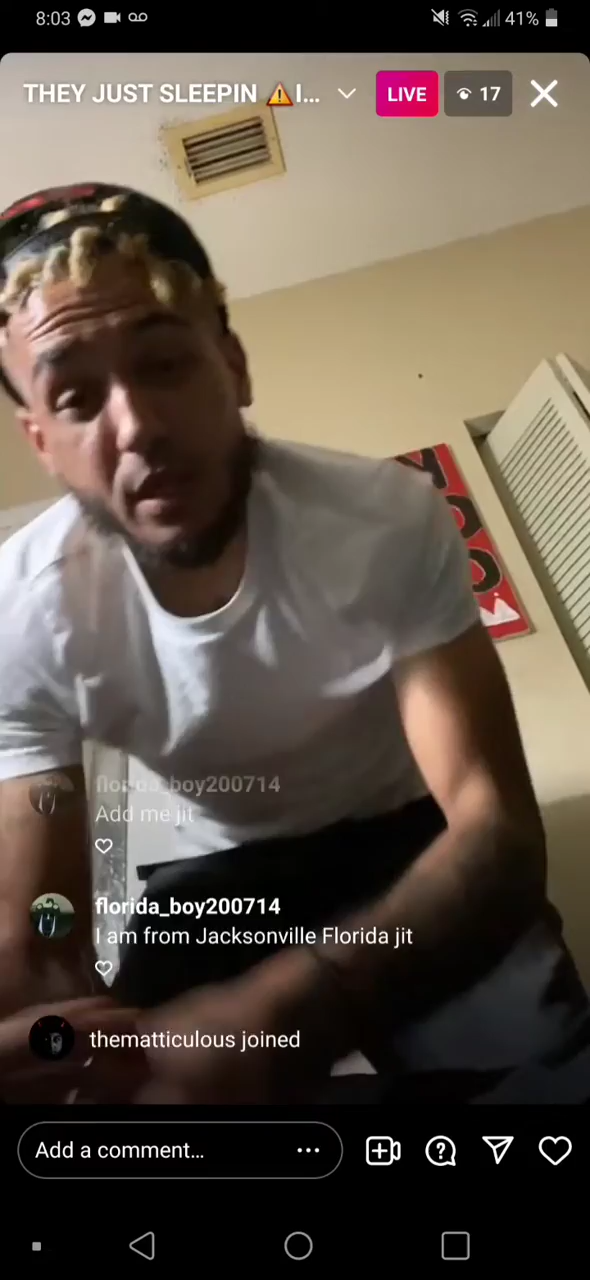 8:03
41%
THEY JUST SLEEPIN ⚠️I...
LIVE
17
florida_boy200714
Add me jit
florida_boy200714
I am from Jacksonville Florida jit
thematticulous joined
Add a comment...